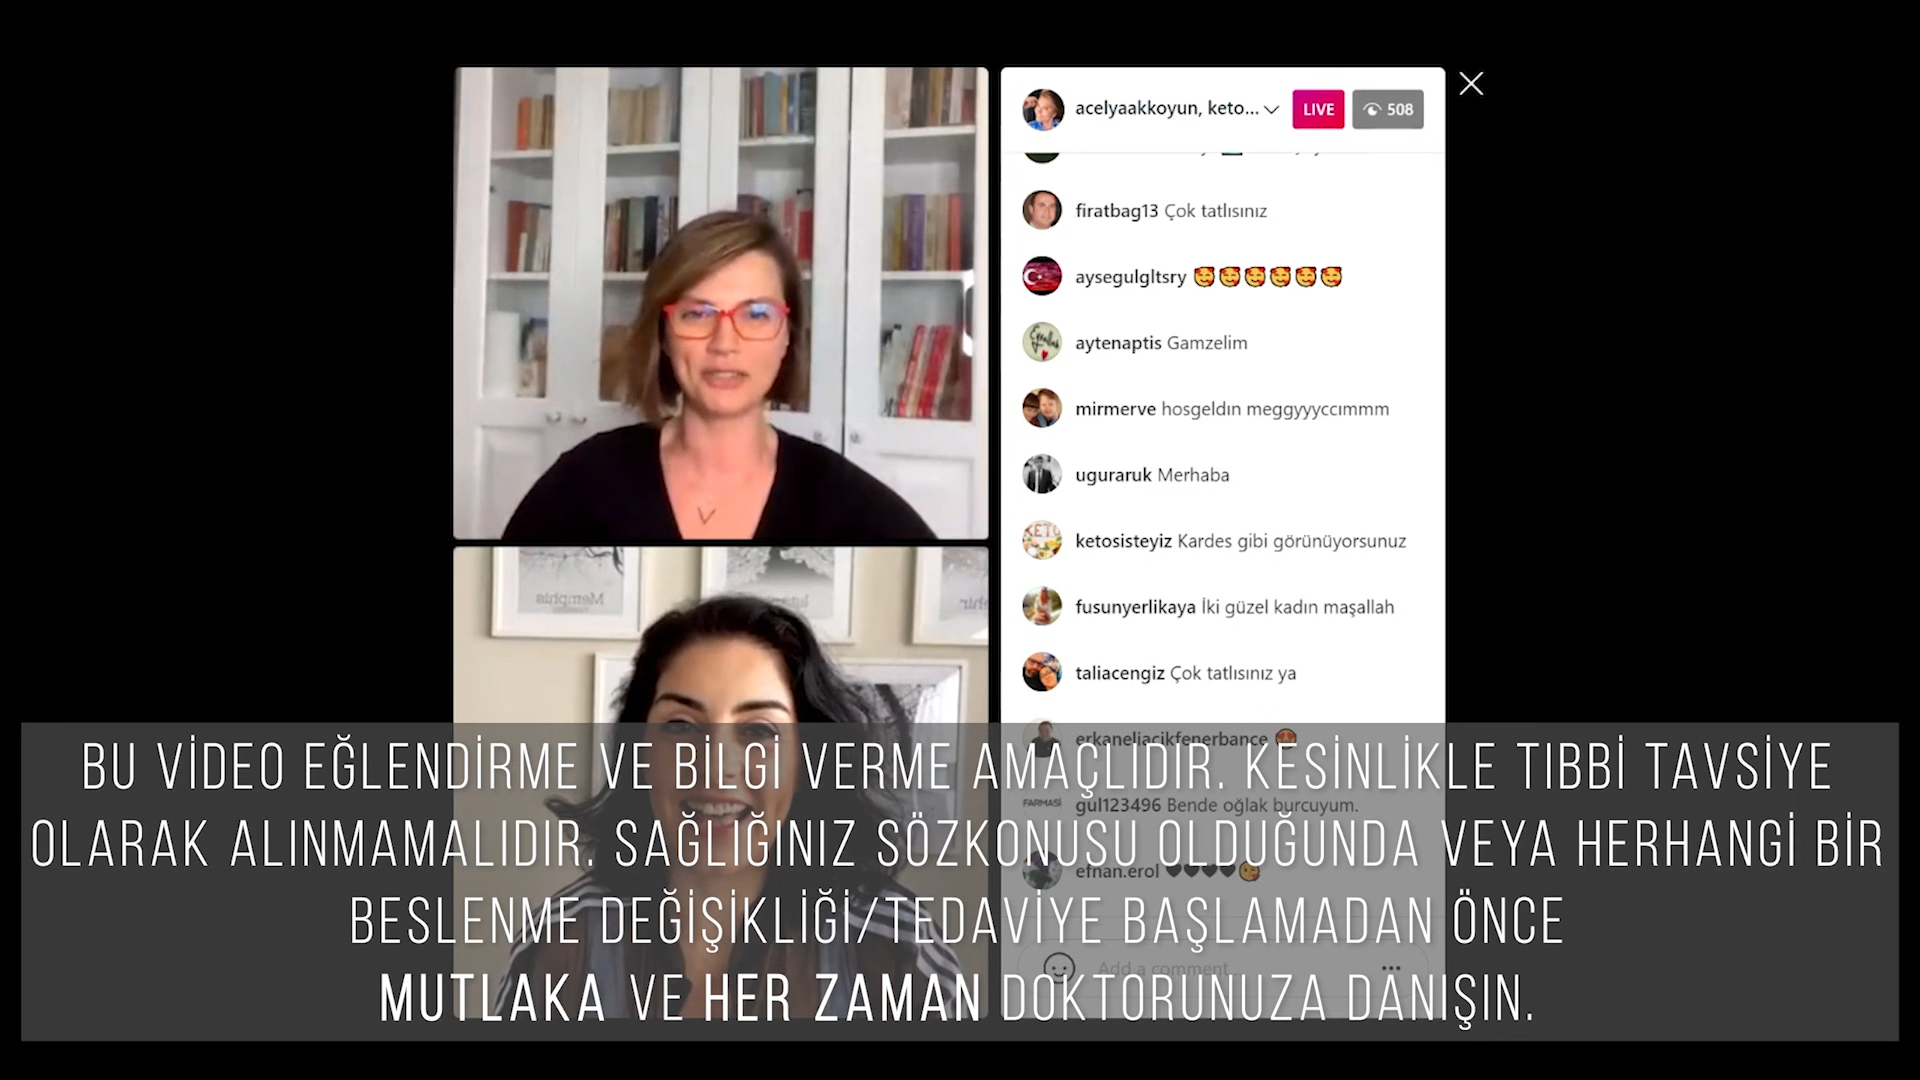 acelyaakkoyun, keto...
LIVE
508
firatbag13 Çok tatlısınız
aysegulgltsry 🥰🥰🥰🥰🥰🥰
aytenaptis Gamzelim
mirmerve hosgeldın meggyyyccımmm
uguraruk Merhaba
ketosisteyiz Kardes gibi görünüyorsunuz
fusunyerlikaya İki güzel kadın maşallah
taliacengiz Çok tatlısınız ya
erkaneliacikfenerbance 😍
FARMASİ
gul123496 Bende oğlak burcuyum.
efnan.erol ♥♥♥♥😘
Add a comment...
KETO
Memphis
BU VİDEO EĞLENDİRME VE BİLGİ VERME AMAÇLIDIR. KESİNLİKLE TIBBİ TAVSİYE
OLARAK ALINMAMALIDIR. SAĞLIĞINIZ SÖZKONUSU OLDUĞUNDA VEYA HERHANGİ BİR
BESLENME DEĞİŞİKLİĞİ/TEDAVİYE BAŞLAMADAN ÖNCE
MUTLAKA VE HER ZAMAN DOKTORUNUZA DANIŞIN.